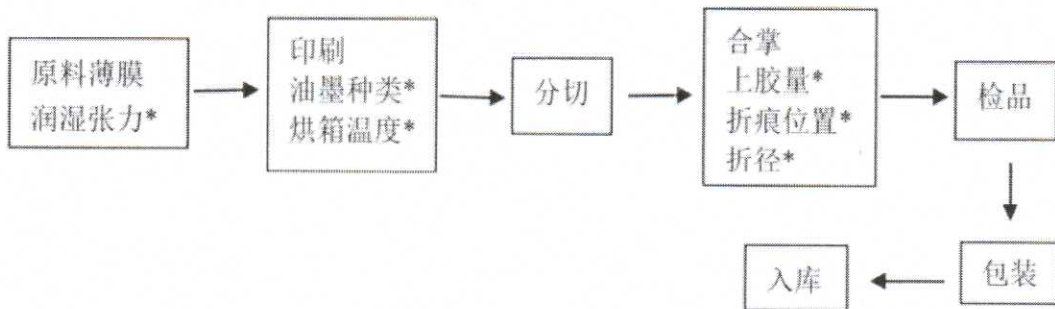 原料薄膜
润湿张力*
印刷
油墨种类*
烘箱温度*
分切
合掌
上胶量*
折痕位置*
折径*
检品
包装
入库